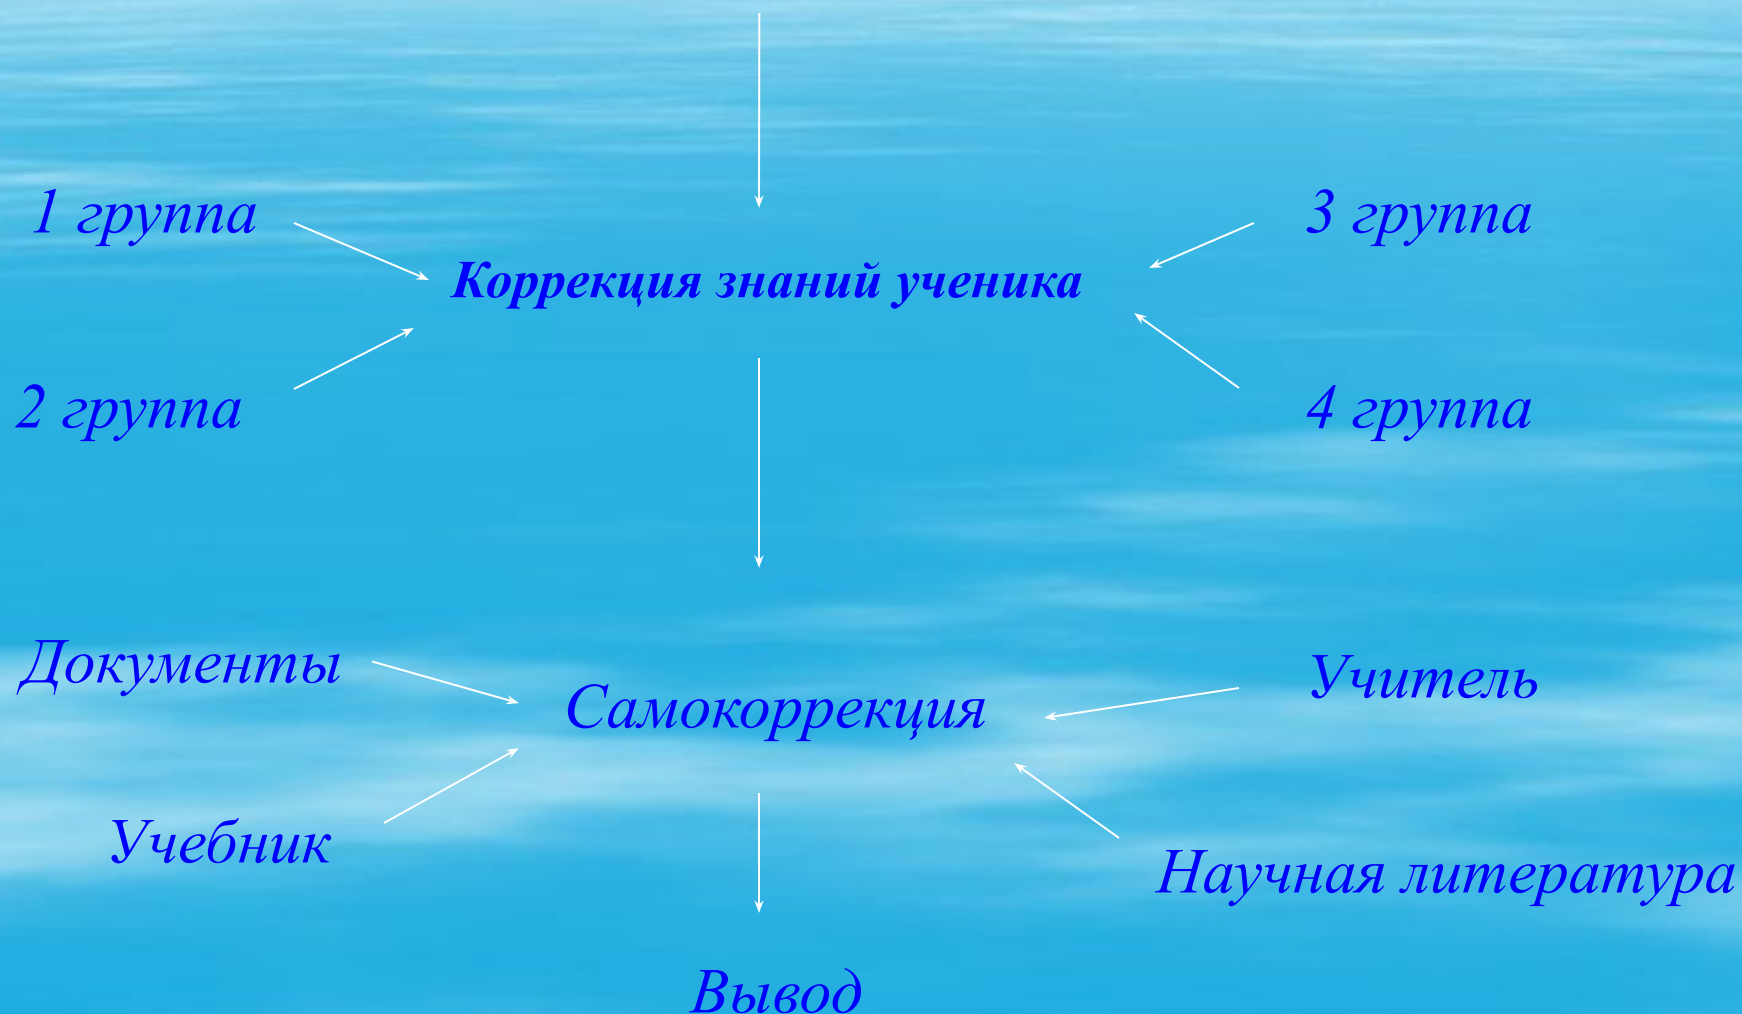 1 группа
3 группа
Коррекция знаний ученика
2 группа
4 группа
Документы
Учитель
Самокоррекция
Учебник
Научная литература
Вывод